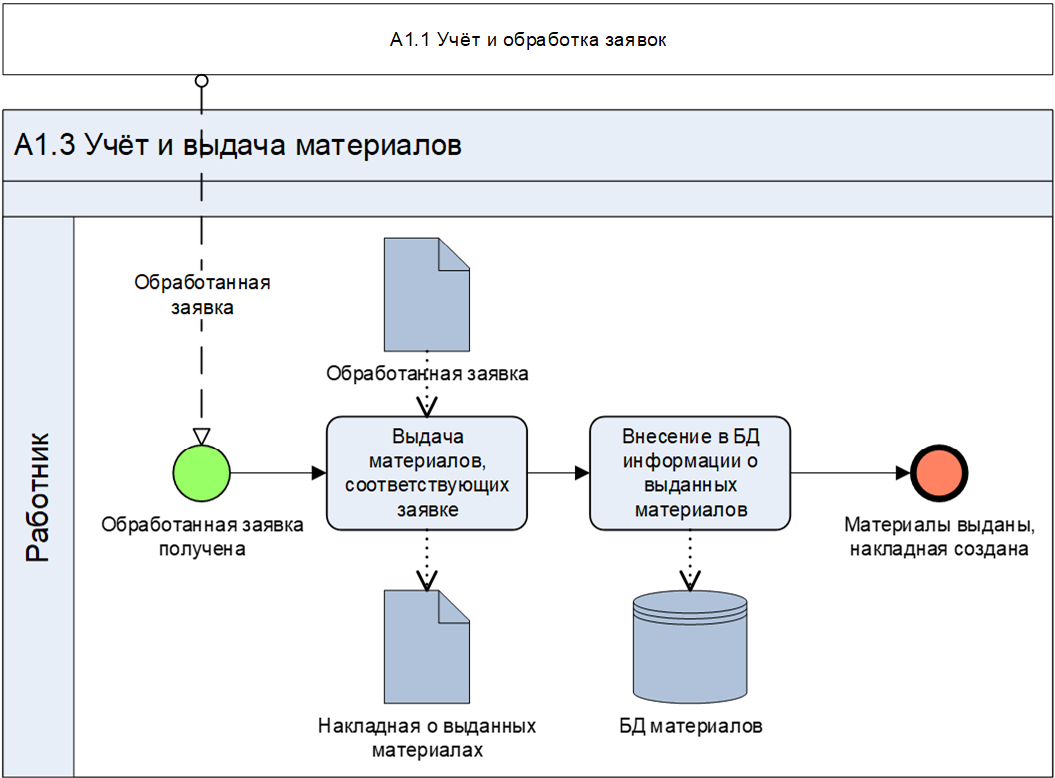 А1.1 Учёт и обработка заявок
А1.3 Учёт и выдача материалов
Работник
Обработанная
заявка
Обработанная заявка
Выдача
материалов,
соответствующих
заявке
Внесение в БД
информации о
выданных
материалов
Обработанная заявка
получена
Материалы выданы,
накладная создана
Накладная о выданных
материалах
БД материалов